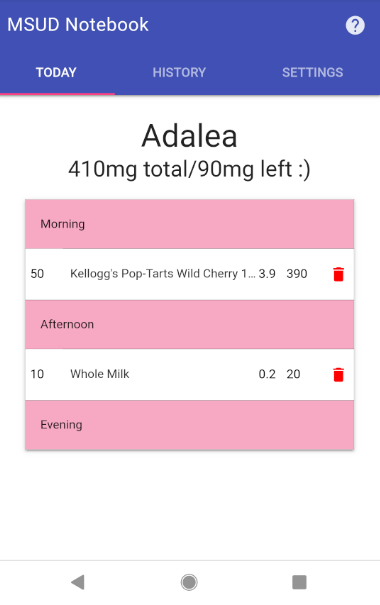 MSUD Notebook
?
TODAY HISTORY SETTINGS
Adalea
410mg total/90mg left :)
Morning
50 Kellogg's Pop-Tarts Wild Cherry 1... 3.9 390
Afternoon
10 Whole Milk 0.2 20
Evening